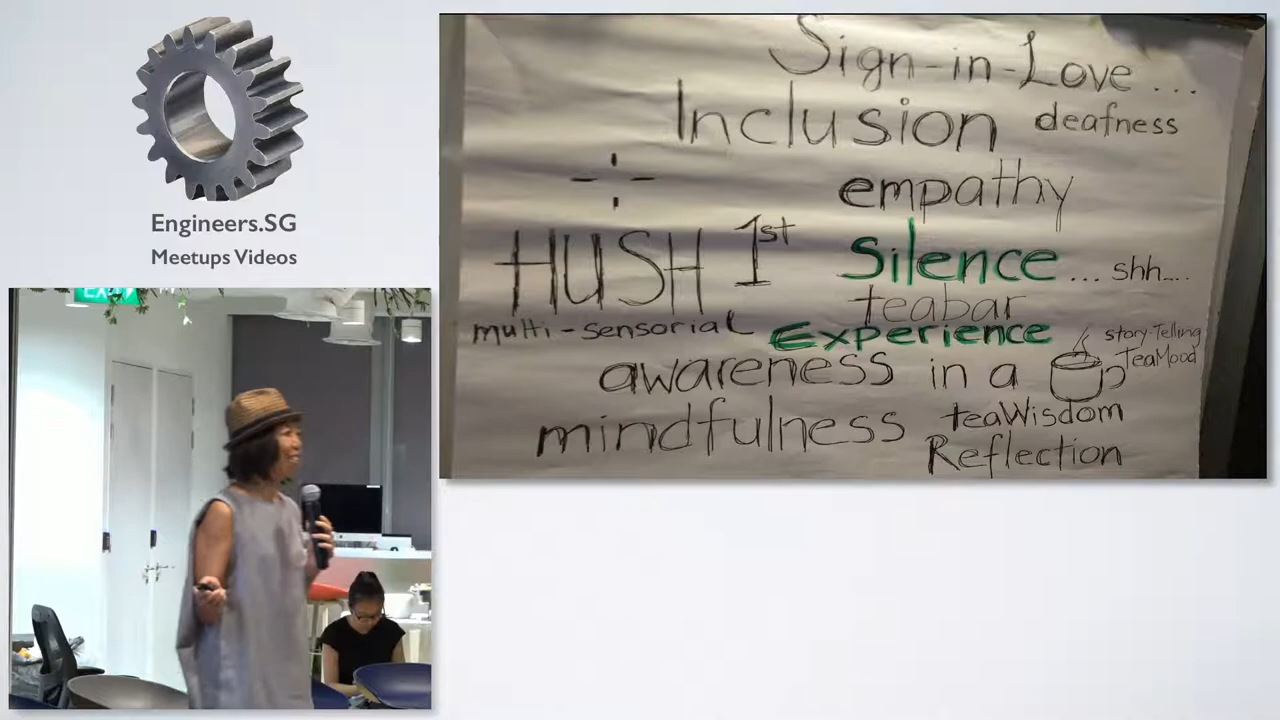 Engineers.SG
Meetups Videos
EXIT
Sign-in-Love ...
Inclusion deafness
empathy
HUSH 1st Silence ... shh....
teabar
multi-sensorial Experience story-Telling
TeaMood
awareness in a
mindfulness teaWisdom
Reflection